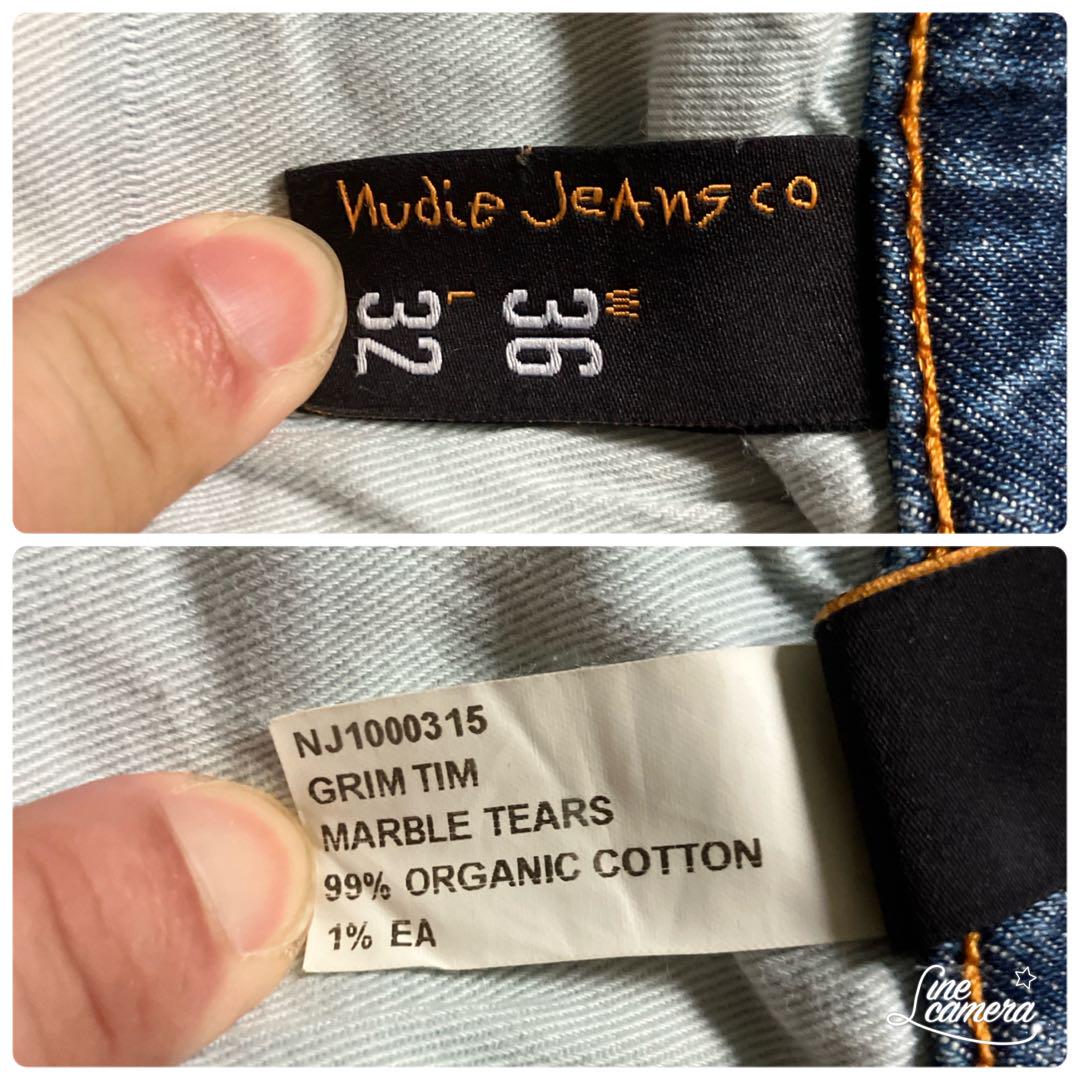 Nudie Jeans co
W
36
L
32
NJ1000315
GRIM TIM
MARBLE TEARS
99% ORGANIC COTTON
1% EA
Line
camera